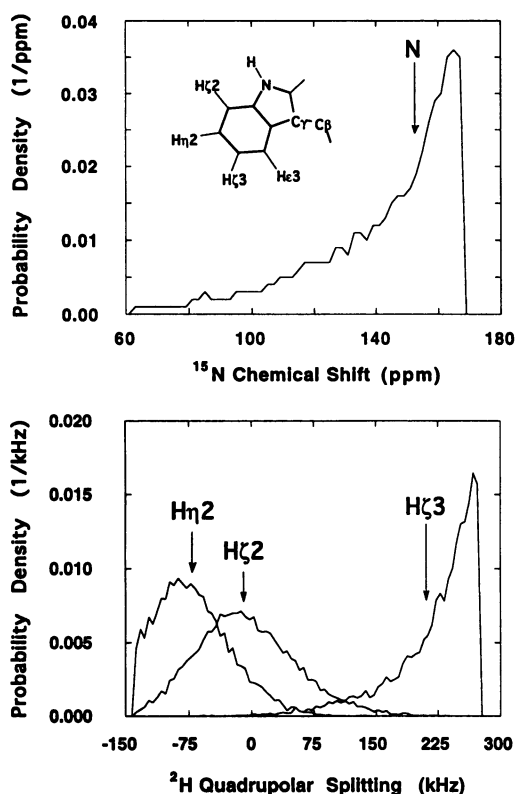 Probability Density (1/ppm)
0.04
0.03
0.02
0.01
0.00
N
H
N
Hζ2
Hη2
Hζ3
Hε3
Cγ
Cβ
60
100
140
180
¹⁵N Chemical Shift (ppm)
Probability Density (1/kHz)
0.020
0.015
0.010
0.005
0.000
Hη2
Hζ2
Hζ3
-150
-75
0
75
150
225
300
²H Quadrupolar Splitting (kHz)